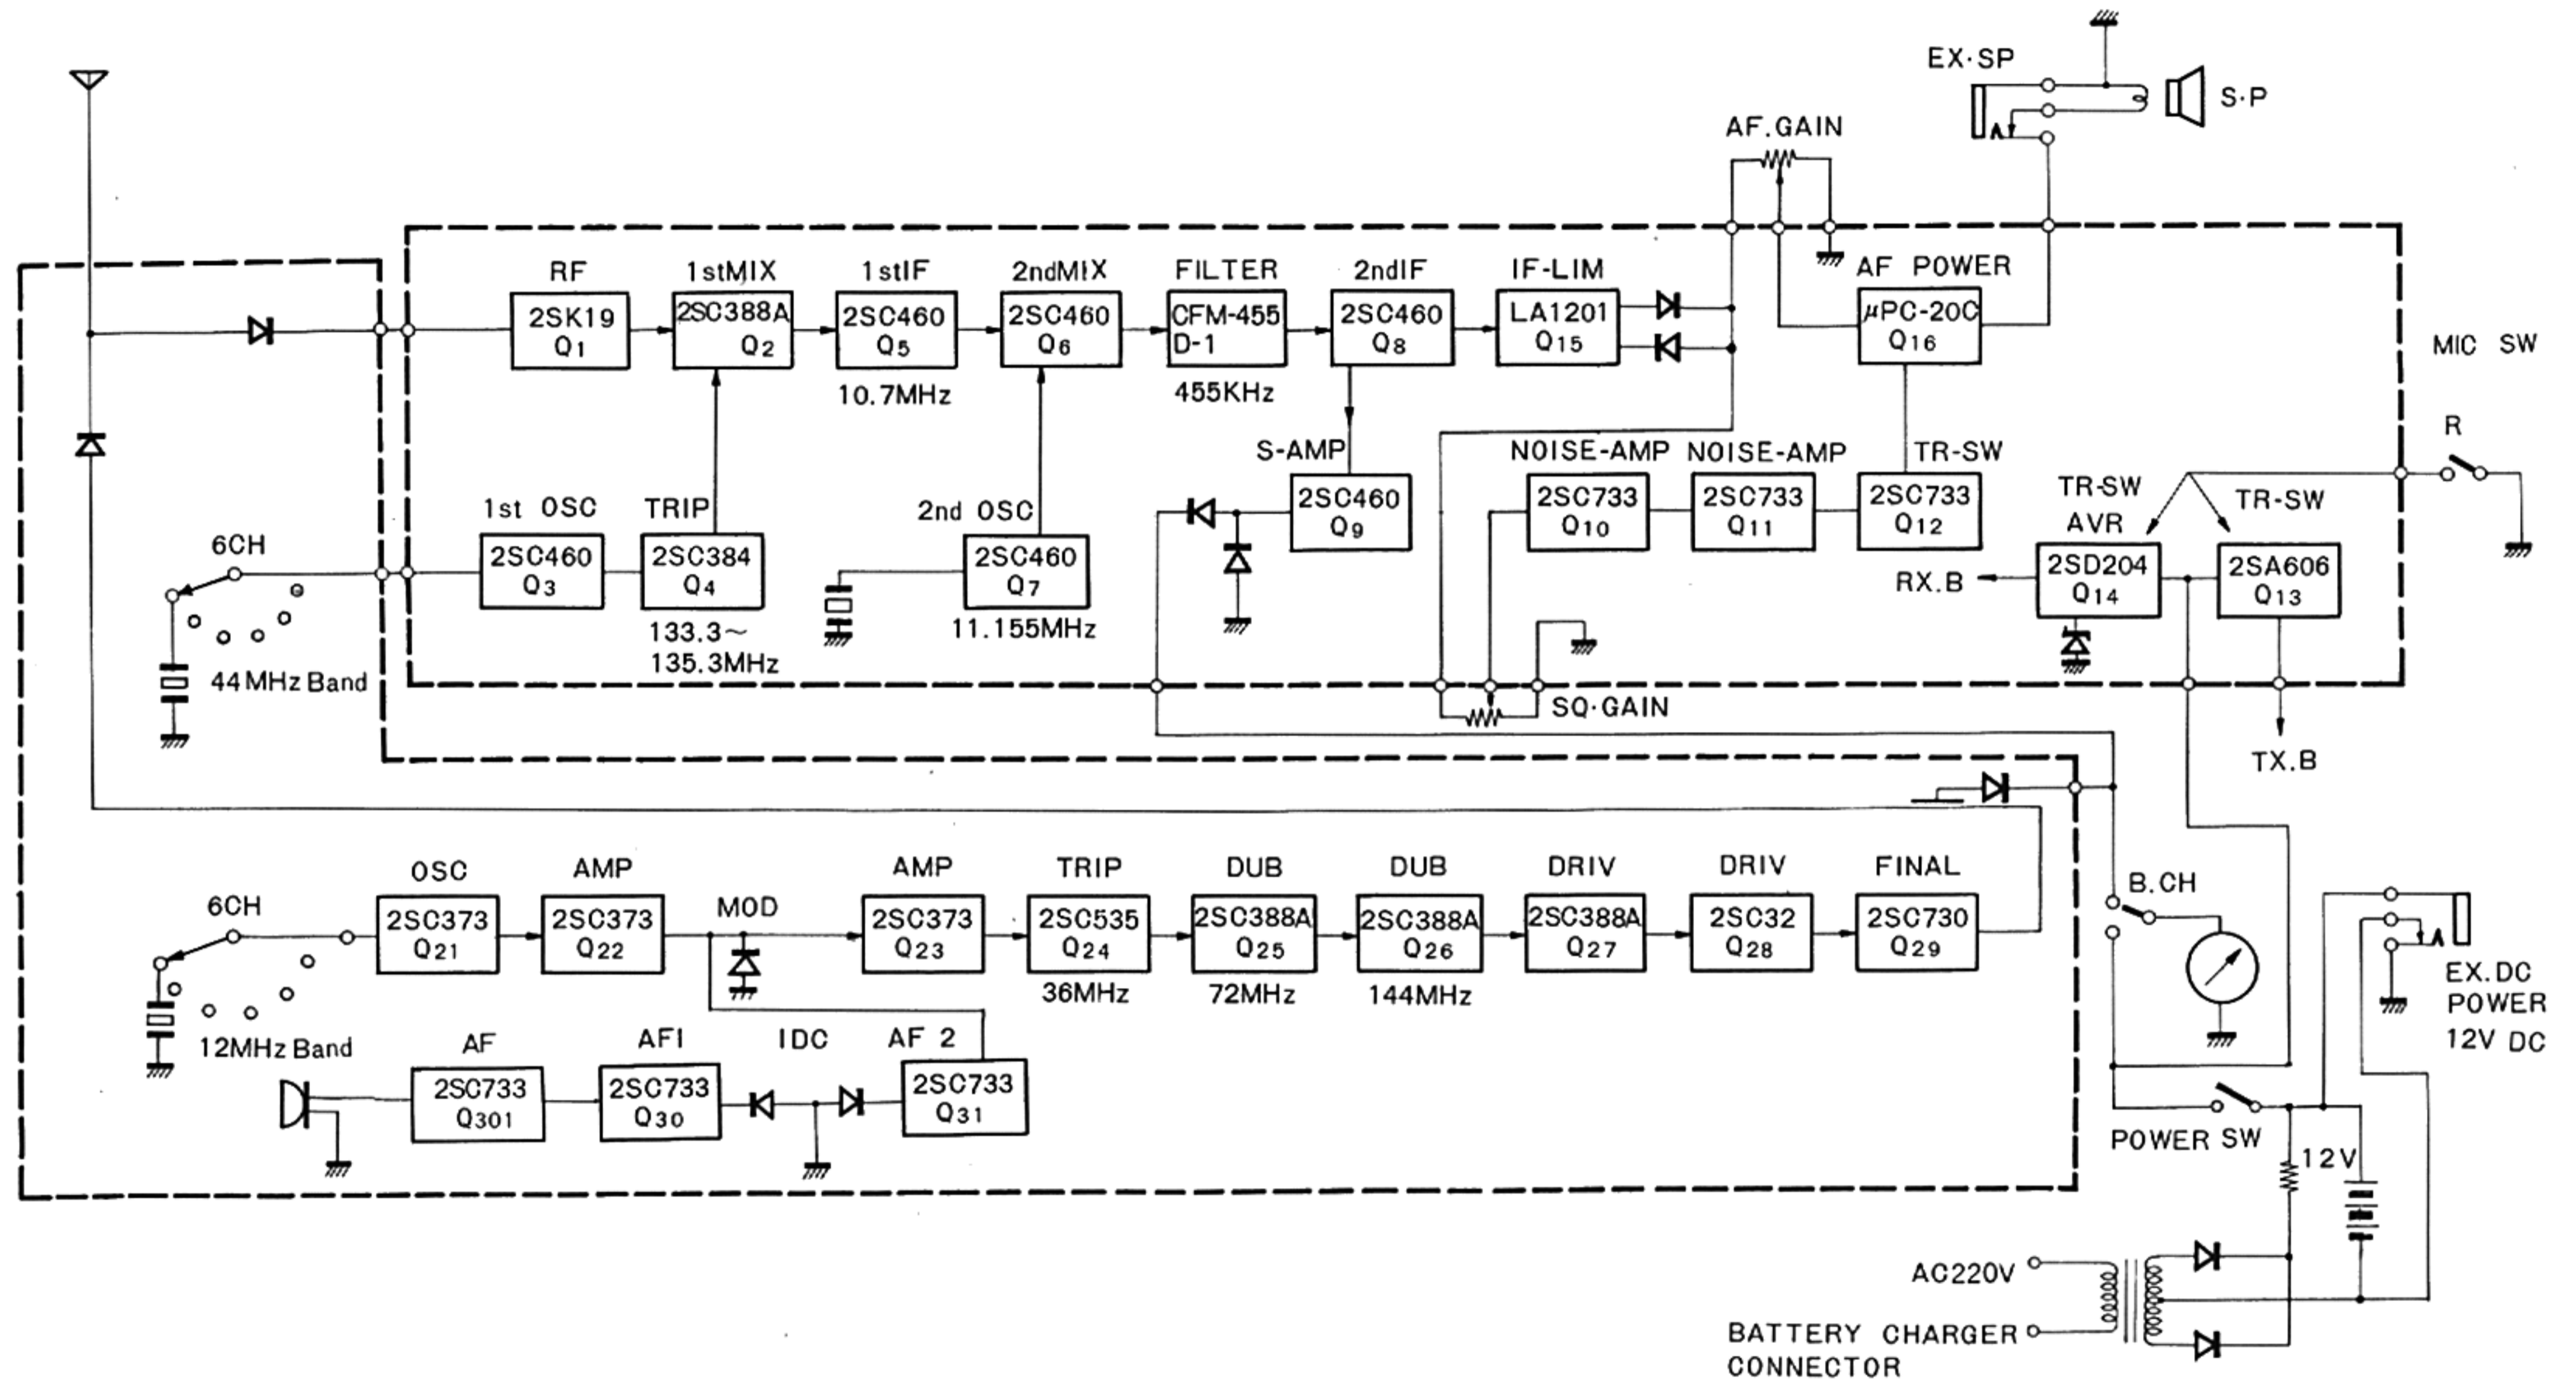 EX·SP
S·P
AF.GAIN
RF
1stMIX
1stIF
2ndMIX
FILTER
2ndIF
IF-LIM
AF POWER
2SK19
Q1
2SC388A
Q2
2SC460
Q5
2SC460
Q6
CFM-455
D-1
2SC460
Q8
LA1201
Q15
μPC-20C
Q16
10.7MHz
455KHz
MIC SW
R
S-AMP
NOISE-AMP
NOISE-AMP
TR-SW
1st OSC
TRIP
2nd OSC
2SC460
Q9
2SC733
Q10
2SC733
Q11
2SC733
Q12
TR-SW
AVR
TR-SW
6CH
2SC460
Q3
2SC384
Q4
2SC460
Q7
RX.B
2SD204
Q14
2SA606
Q13
133.3~
135.3MHz
11.155MHz
44MHz Band
SQ·GAIN
TX.B
OSC
AMP
MOD
AMP
TRIP
DUB
DUB
DRIV
DRIV
FINAL
B.CH
6CH
2SC373
Q21
2SC373
Q22
2SC373
Q23
2SC535
Q24
2SC388A
Q25
2SC388A
Q26
2SC388A
Q27
2SC32
Q28
2SC730
Q29
36MHz
72MHz
144MHz
EX.DC
POWER
12V DC
12MHz Band
AF
AF1
IDC
AF 2
2SC733
Q301
2SC733
Q30
2SC733
Q31
POWER SW
12V
AC220V
BATTERY CHARGER
CONNECTOR